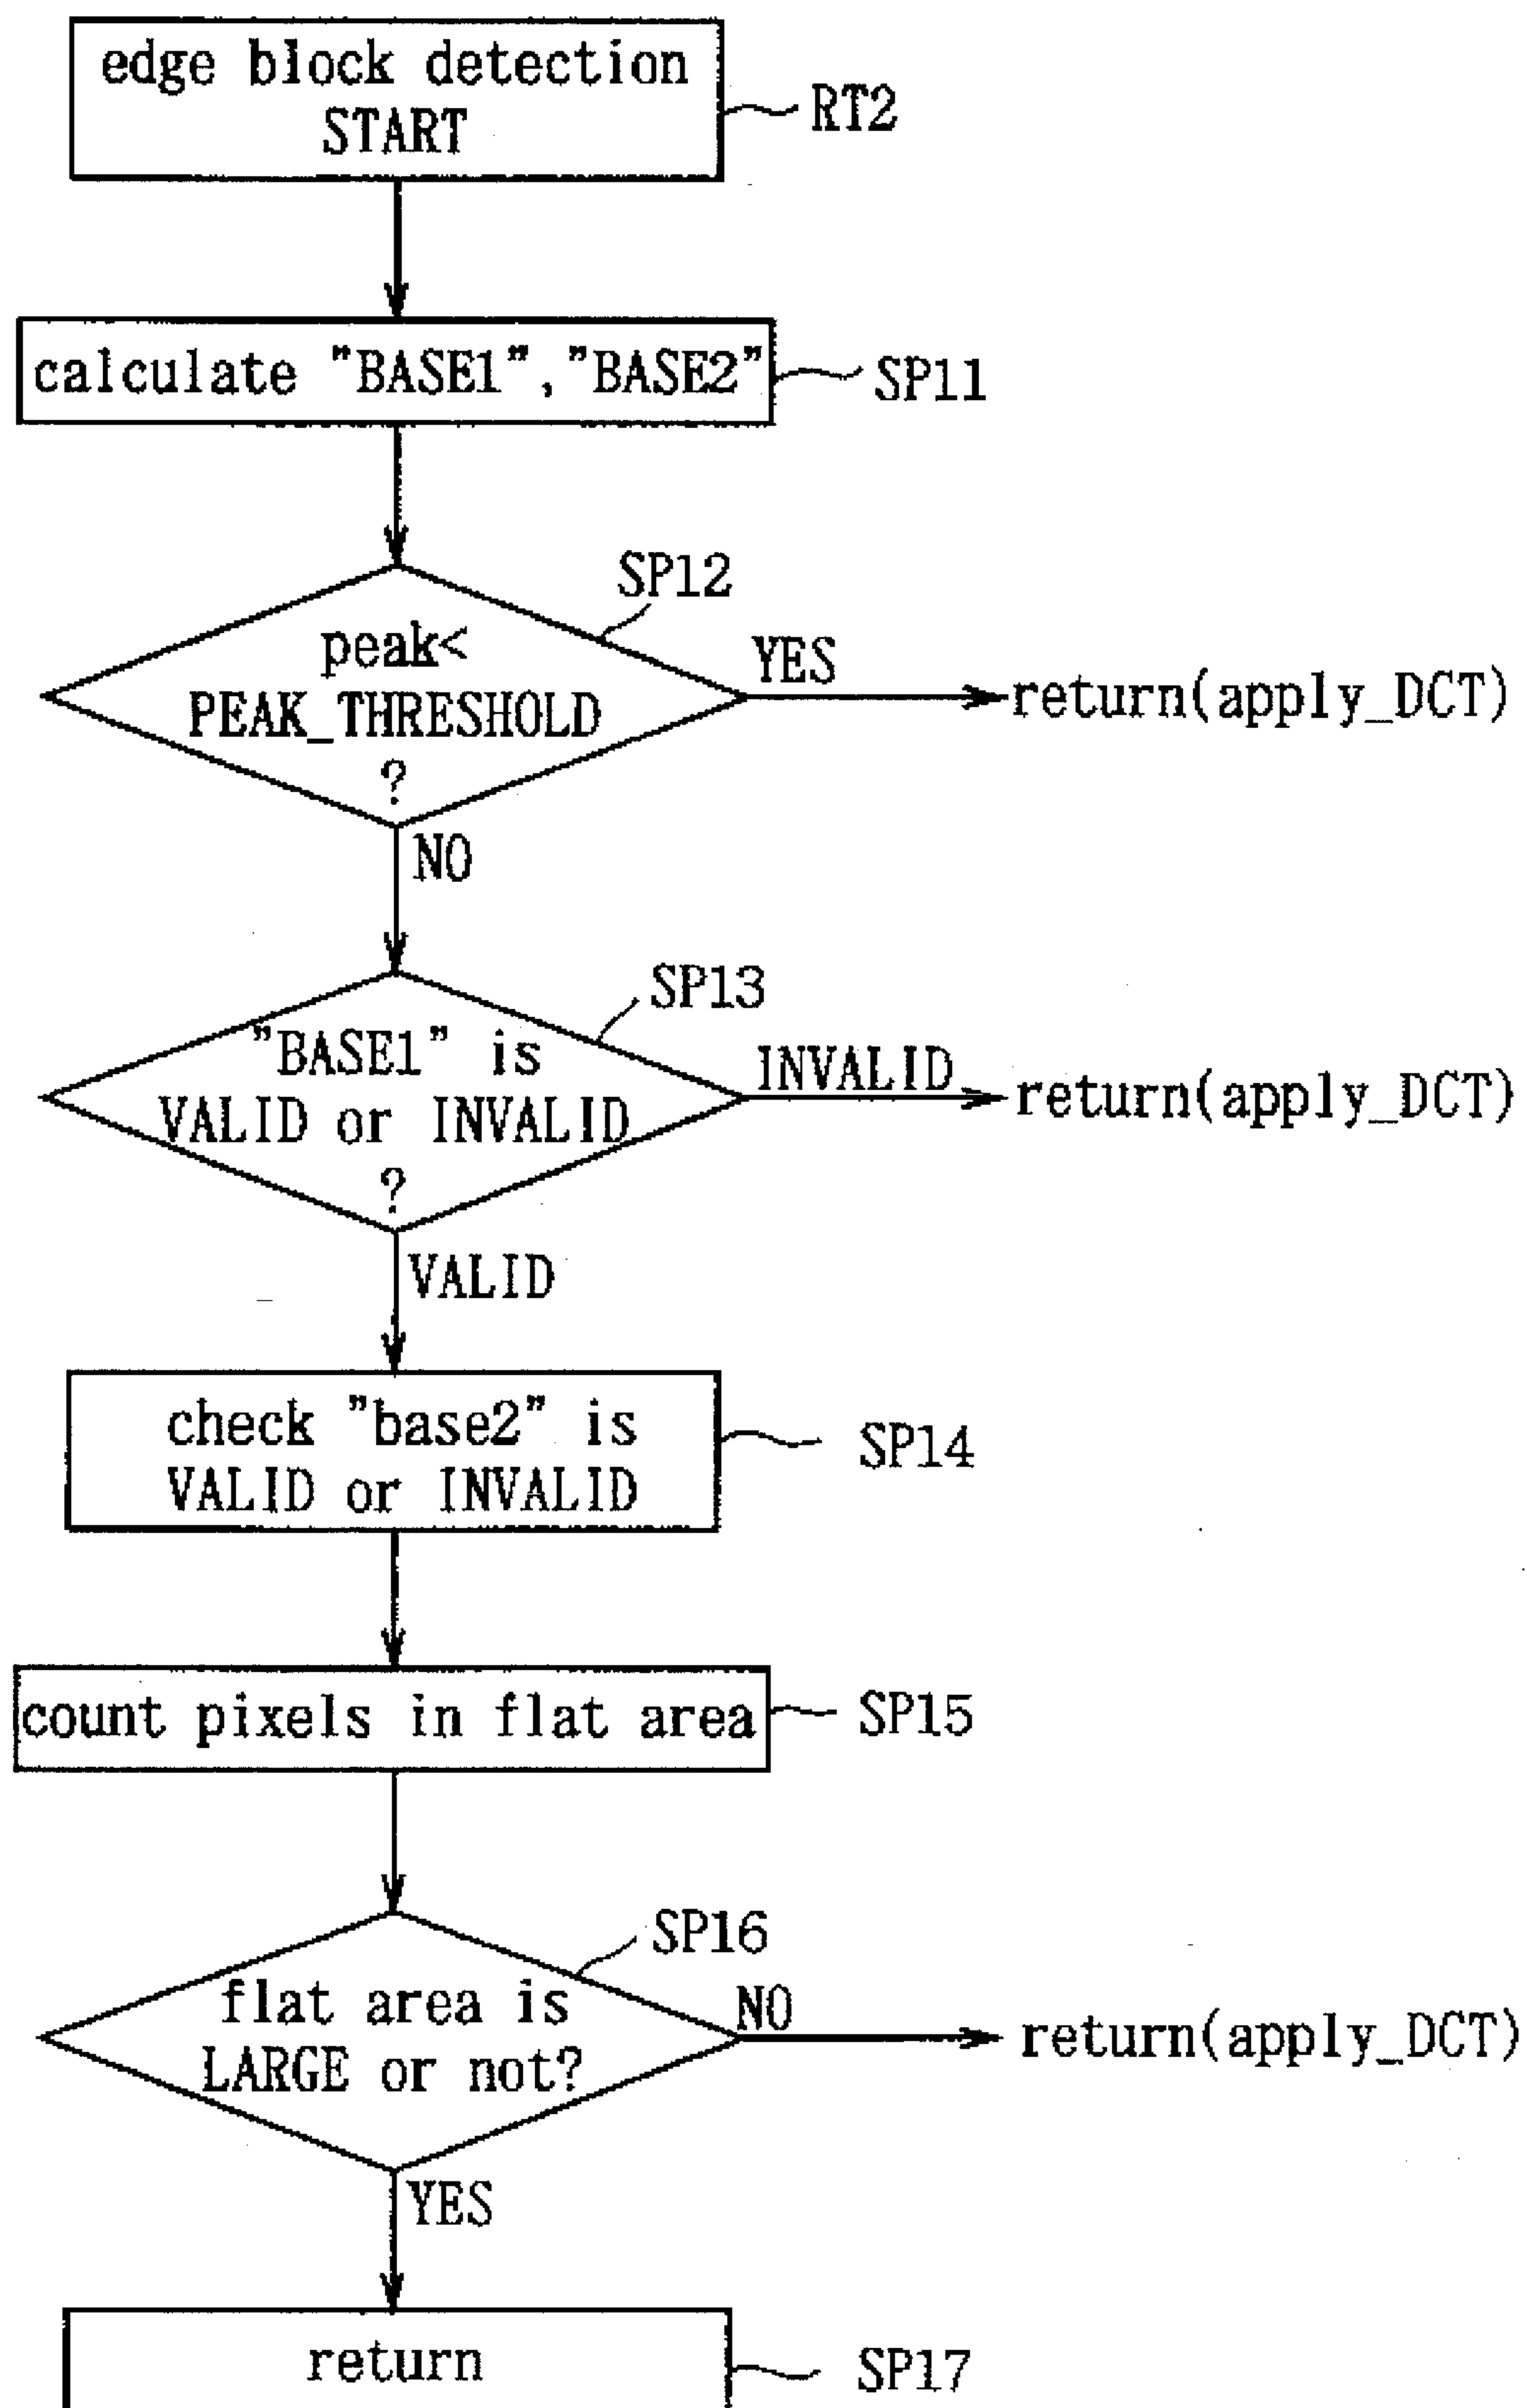 edge block detection
START
RT2
calculate "BASE1","BASE2"
SP11
SP12
peak<
PEAK_THRESHOLD
?
YES
return(apply_DCT)
NO
SP13
"BASE1" is
VALID or INVALID
?
INVALID
return(apply_DCT)
VALID
check "base2" is
VALID or INVALID
SP14
count pixels in flat area
SP15
SP16
flat area is
LARGE or not?
NO
return(apply_DCT)
YES
return
SP17